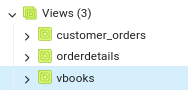 Views (3)
customer_orders
orderdetails
vbooks